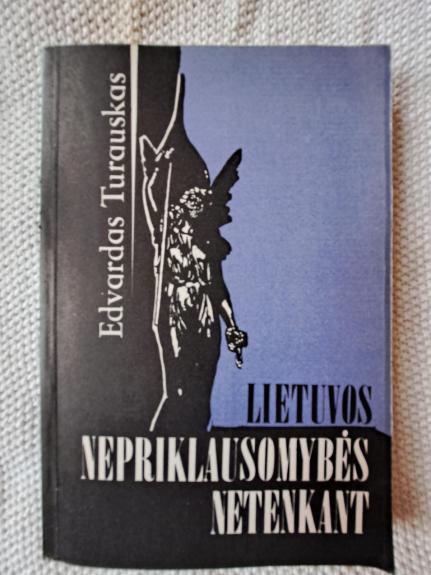 Edvardas Turauskas
LIETUVOS
NEPRIKLAUSOMYBĖS
NETENKANT